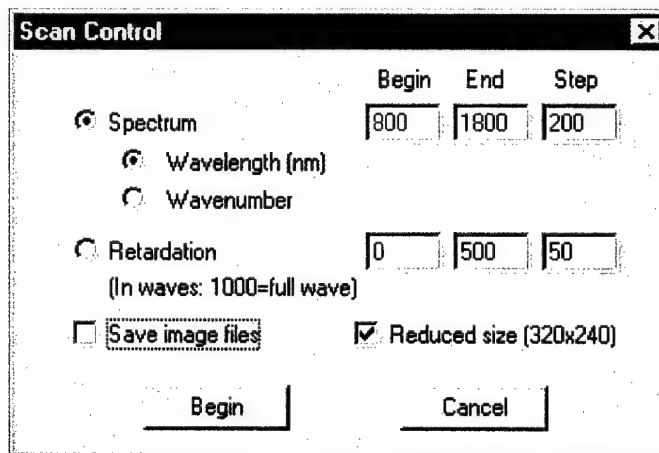 Scan Control
Begin End Step
Spectrum 800 1800 200
Wavelength (nm)
Wavenumber
Retardation 0 500 50
(In waves: 1000=full wave)
Save image files Reduced size (320x240)
Begin Cancel